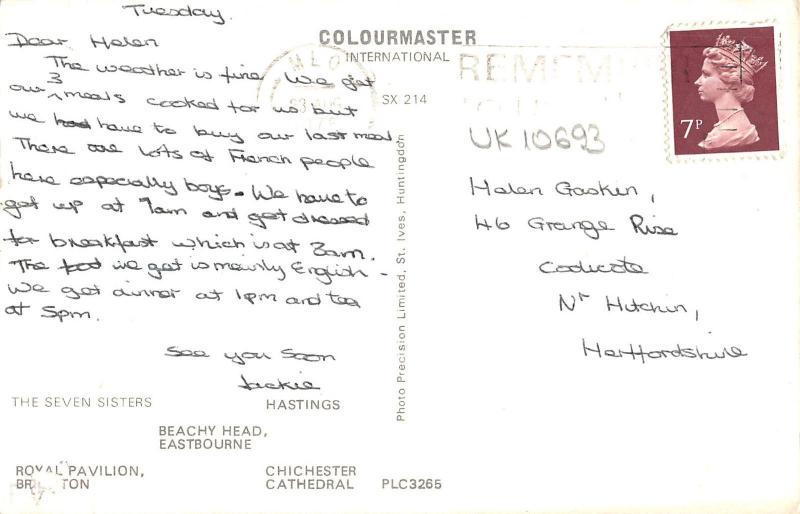 Tuesday.
Dear Helen
The weather is fine We get
our 3 meals cooked for us but
we had have to buy our last meal
There are lots of French people
here especially boys. We have to
get up at 7am and get dressed
for breakfast which is at 8am.
The food we get is mainly English -
We get dinner at 1pm and tea
at 5pm.
See you soon
Jackie
THE SEVEN SISTERS
HASTINGS
BEACHY HEAD,
EASTBOURNE
ROYAL PAVILION,
BRIGHTON
CHICHESTER
CATHEDRAL
PLC3265
COLOURMASTER
INTERNATIONAL
SX 214
Photo Precision Limited, St. Ives, Huntingdon
REMEM
7P
UK 10693
Helen Gaskin,
46 Grange Rise
Codicote
Nr Hitchin,
Hertfordshire